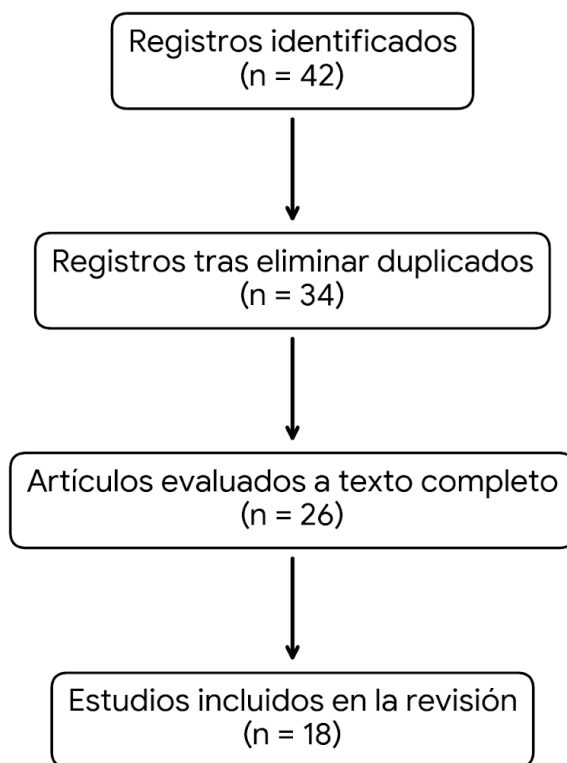 Registros identificados
(n = 42)
Registros tras eliminar duplicados
(n = 34)
Artículos evaluados a texto completo
(n = 26)
Estudios incluidos en la revisión
(n = 18)